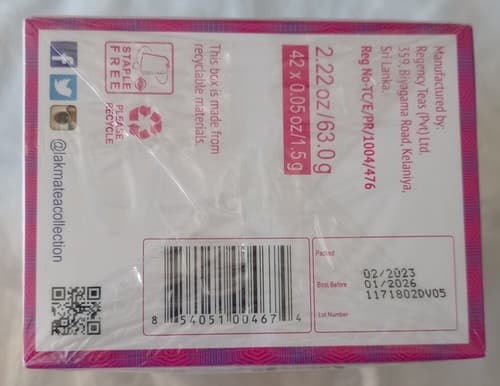 Manufactured by:
Regency Teas (Pvt) Ltd.
359, Biyagama Road, Kelaniya,
Sri Lanka.
Reg No-TC/E/PR/1004/476
2.22 oz/63.0 g
42 x 0.05 oz/1.5 g
This box is made from
recyclable materials.
STAPLE
FREE
PLEASE
RECYCLE
@lakmateacollection
Packed
02/2023
Best Before
01/2026
1171802DV05
Lot Number
8 54051 00467 4